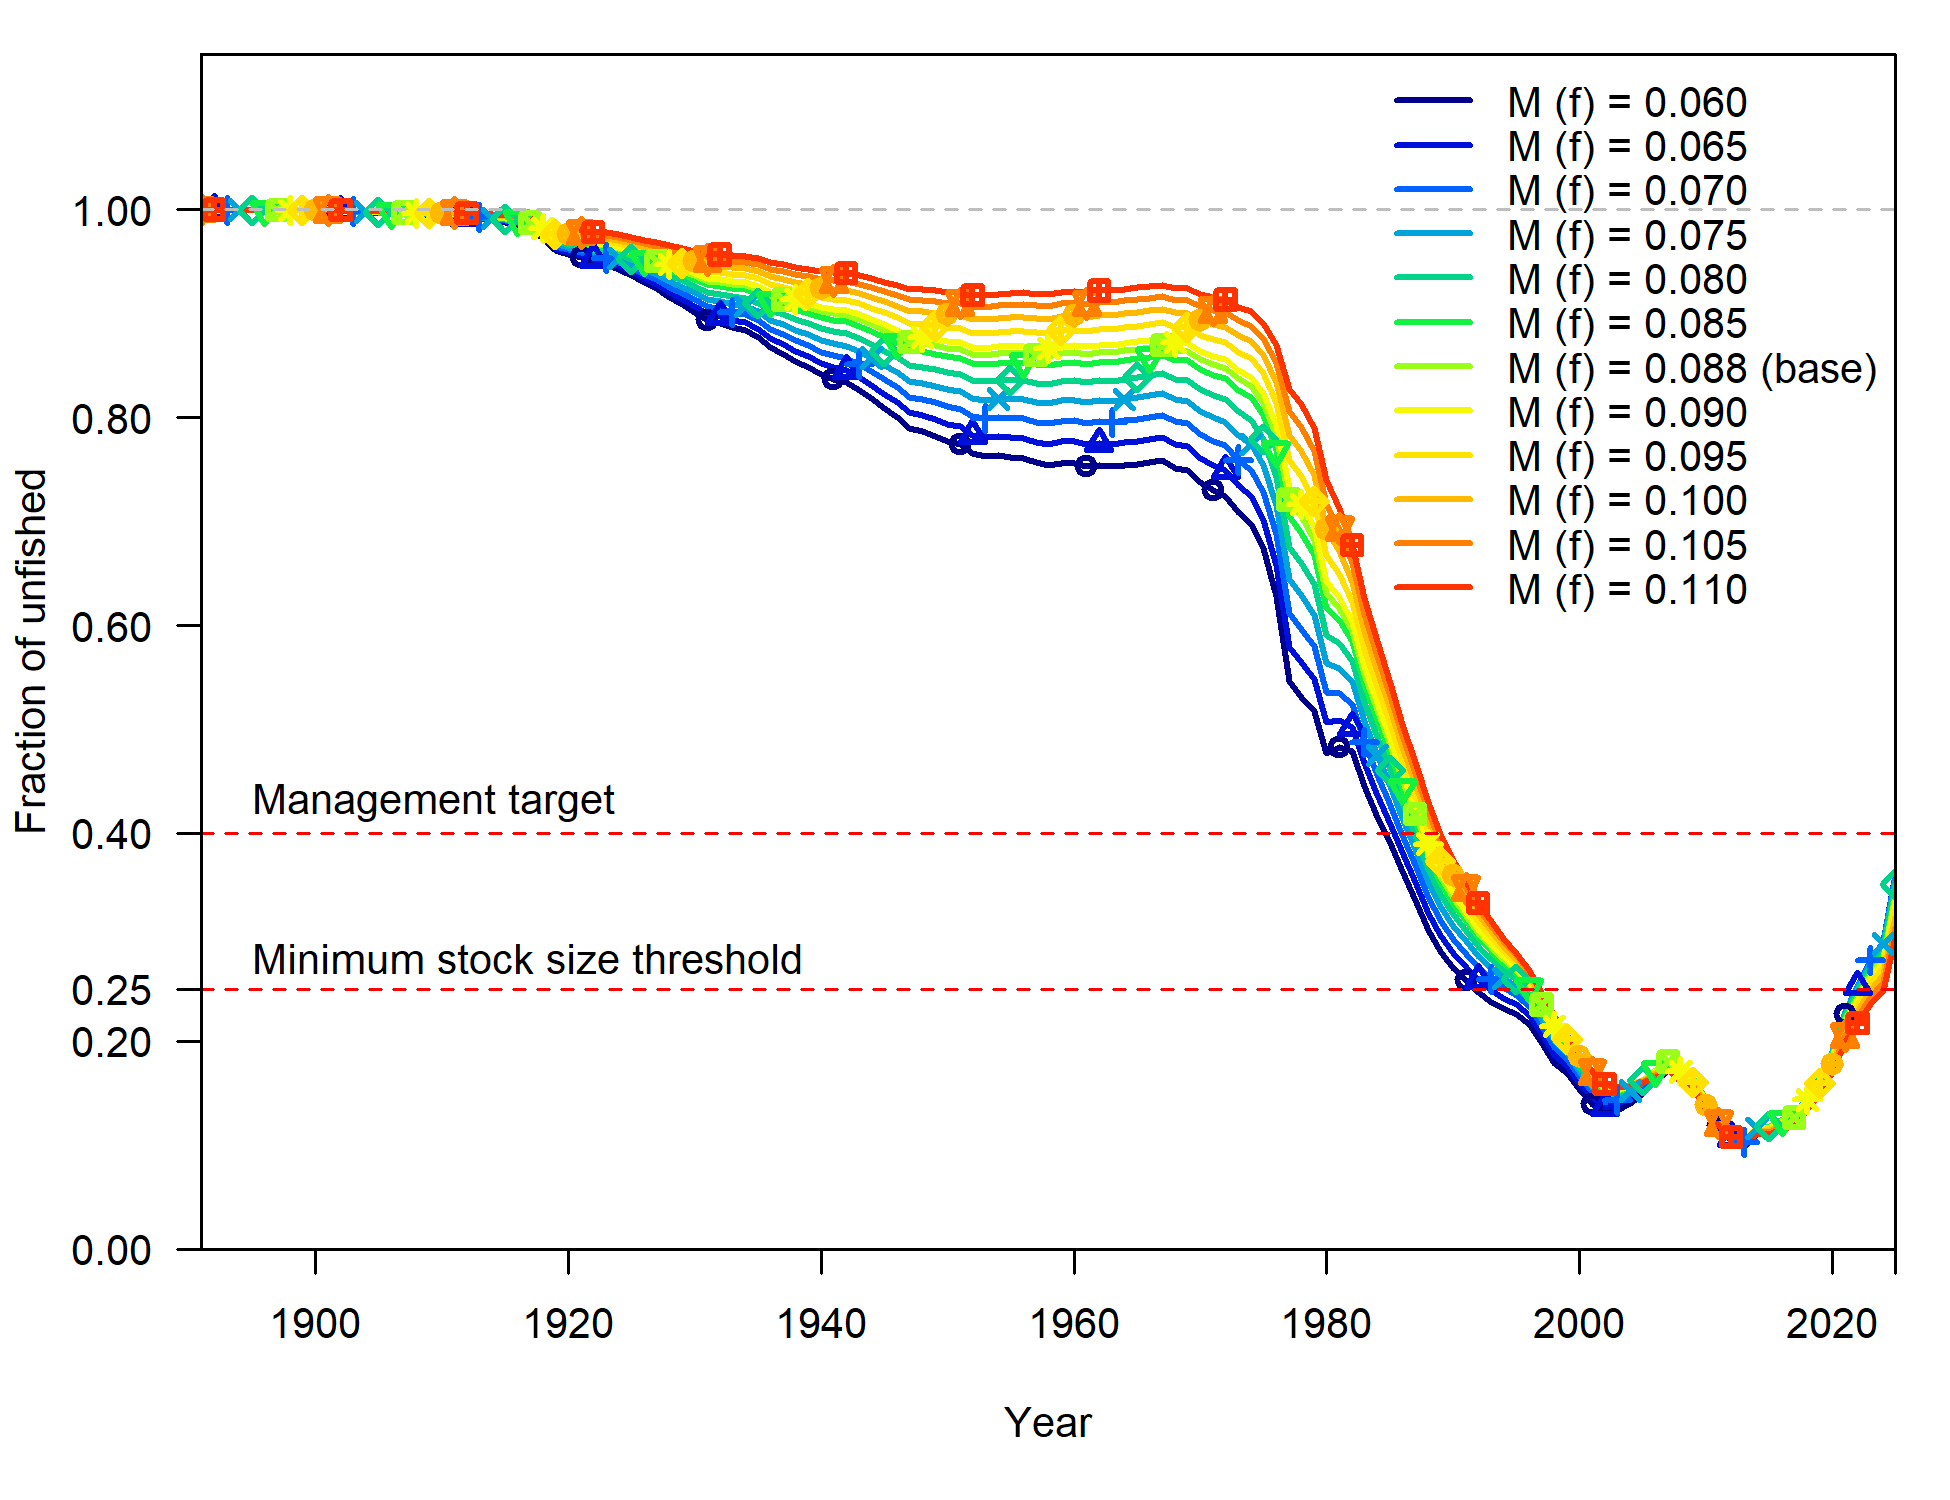 M (f) = 0.060
M (f) = 0.065
M (f) = 0.070
M (f) = 0.075
M (f) = 0.080
M (f) = 0.085
M (f) = 0.088 (base)
M (f) = 0.090
M (f) = 0.095
M (f) = 0.100
M (f) = 0.105
M (f) = 0.110
1.00
0.80
0.60
0.40
0.25
0.20
0.00
Fraction of unfished
Management target
Minimum stock size threshold
1900
1920
1940
1960
1980
2000
2020
Year